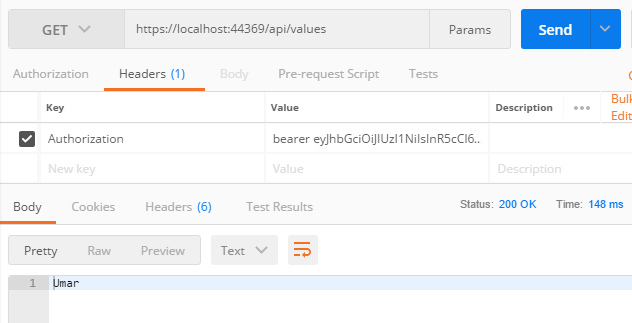 GET https://localhost:44369/api/values Params Send
Authorization Headers (1) Body Pre-request Script Tests
Key Value Description ••• Bulk Edit
Authorization bearer eyJhbGciOiJIUzI1NiIsInR5cCI6..
New key Value Description
Body Cookies Headers (6) Test Results Status: 200 OK Time: 148 ms
Pretty Raw Preview Text
1 Umar